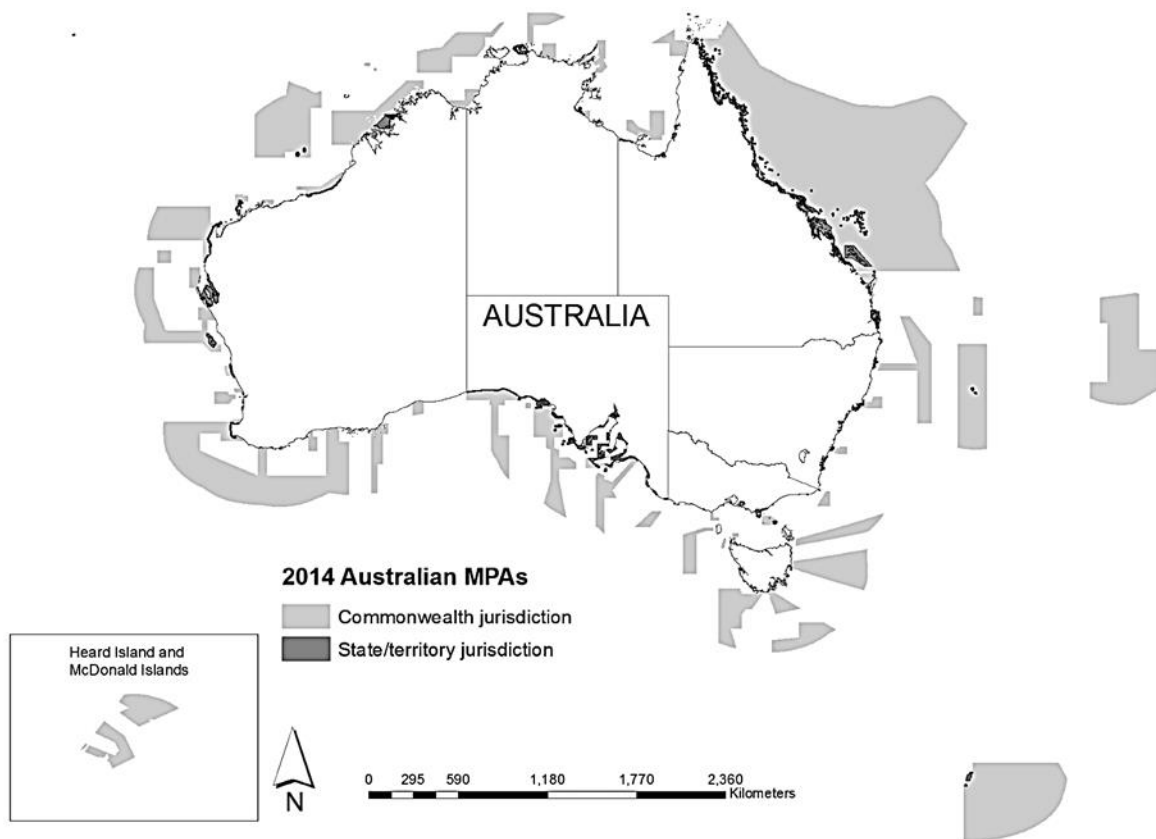 AUSTRALIA
2014 Australian MPAs
Commonwealth jurisdiction
State/territory jurisdiction
Heard Island and
McDonald Islands
N
0 295 590 1,180 1,770 2,360
Kilometers